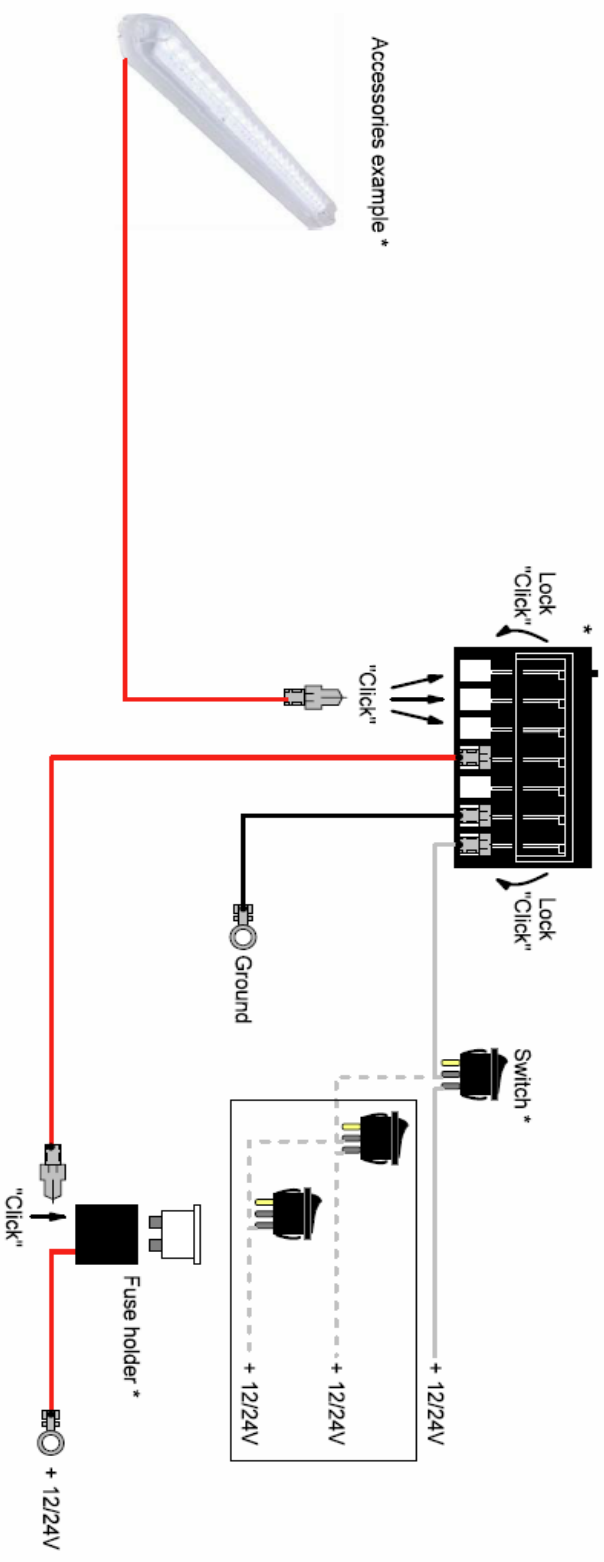 Accessories example *
*
Lock
"Click"
"Click"
Lock
"Click"
Ground
Switch *
+ 12/24V
+ 12/24V
+ 12/24V
Fuse holder *
"Click"
+ 12/24V